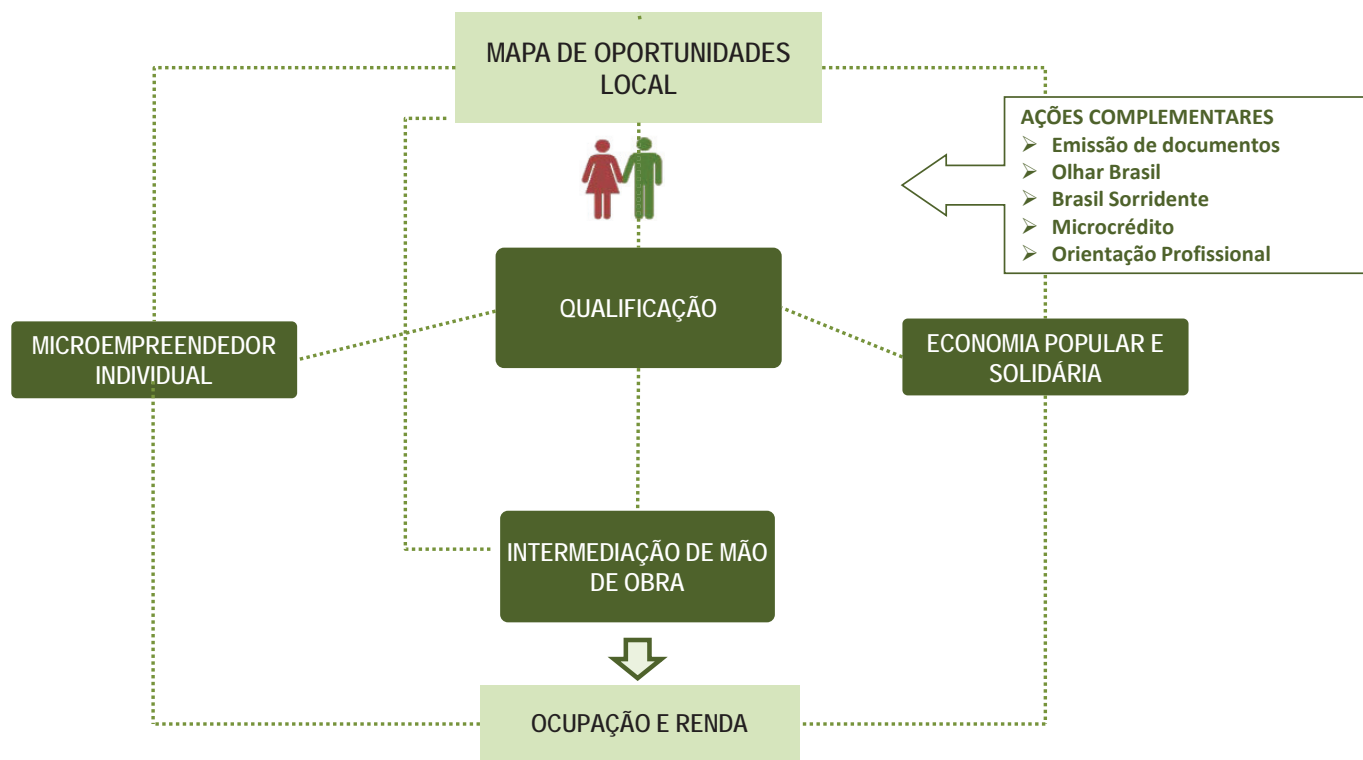 MAPA DE OPORTUNIDADES
LOCAL
AÇÕES COMPLEMENTARES
➢ Emissão de documentos
➢ Olhar Brasil
➢ Brasil Sorridente
➢ Microcrédito
➢ Orientação Profissional
QUALIFICAÇÃO
MICROEMPREENDEDOR
INDIVIDUAL
ECONOMIA POPULAR E
SOLIDÁRIA
INTERMEDIAÇÃO DE MÃO
DE OBRA
OCUPAÇÃO E RENDA